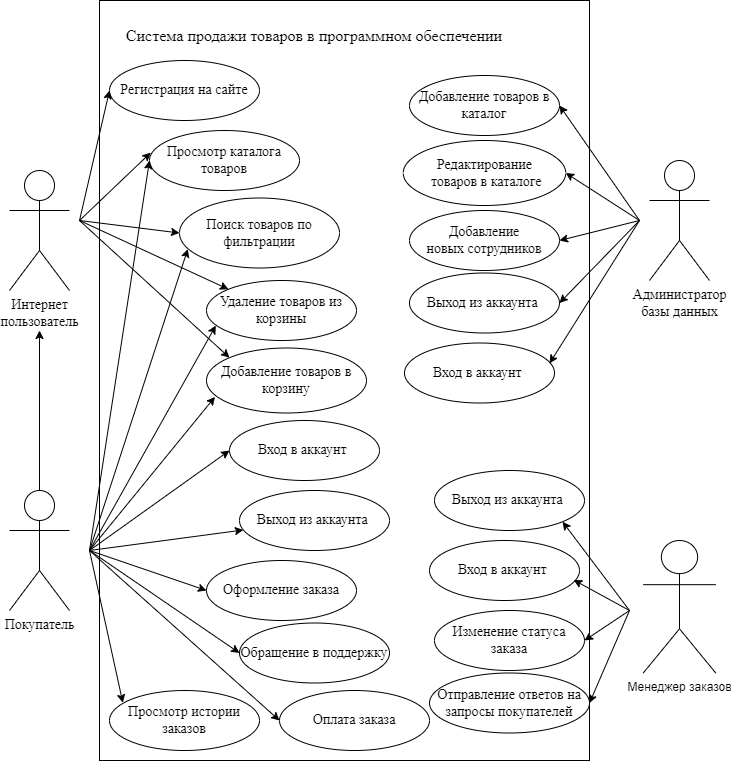 Система продажи товаров в программном обеспечении
Регистрация на сайте
Просмотр каталога
товаров
Поиск товаров по
фильтрации
Удаление товаров из
корзины
Добавление товаров в
корзину
Вход в аккаунт
Выход из аккаунта
Оформление заказа
Обращение в поддержку
Просмотр истории
заказов
Оплата заказа
Добавление товаров в
каталог
Редактирование
товаров в каталоге
Добавление
новых сотрудников
Выход из аккаунта
Вход в аккаунт
Выход из аккаунта
Вход в аккаунт
Изменение статуса
заказа
Отправление ответов на
запросы покупателей
Интернет
пользователь
Покупатель
Администратор
базы данных
Менеджер заказов